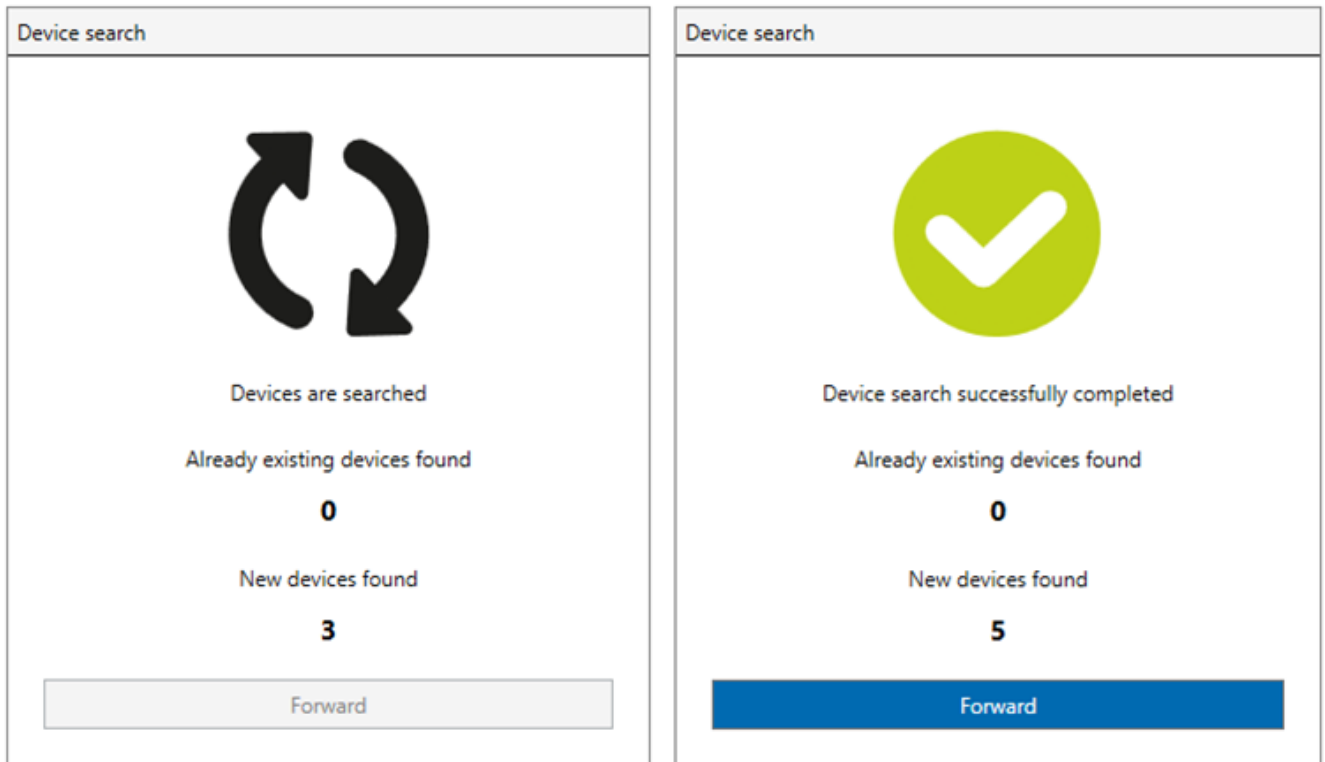 Device search
Devices are searched
Already existing devices found
0
New devices found
3
Forward
Device search
Device search successfully completed
Already existing devices found
0
New devices found
5
Forward